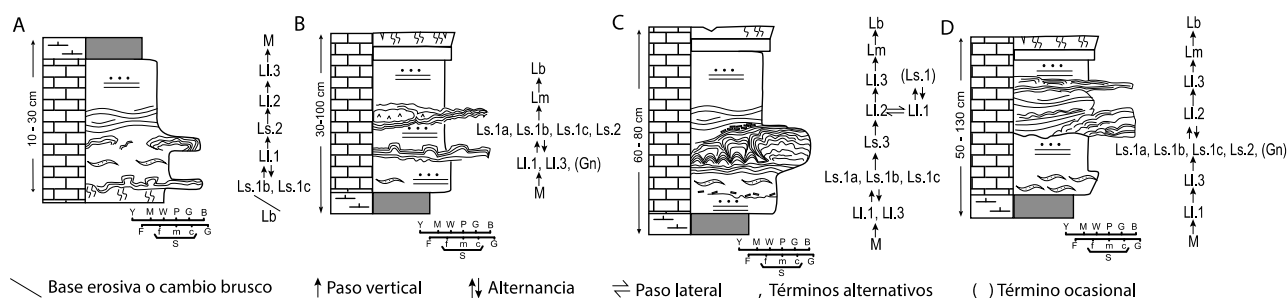 A
10 - 30 cm
M
Ll.3
Ll.2
Ls.2
Ll.1
Ls.1b, Ls.1c
Lb
Y M W P G B
F f m c G
S
B
30-100 cm
Lb
Lm
Ls.1a, Ls.1b, Ls.1c, Ls.2
Ll.1, Ll.3, (Gn)
M
Y M W P G B
F f m c G
S
C
60 - 80 cm
Lb
Lm
Ll.3 (Ls.1)
Ll.2 Ll.1
Ls.3
Ls.1a, Ls.1b, Ls.1c
Ll.1, Ll.3
M
Y M W P G B
F f m c G
S
D
50 - 130 cm
Lb
Lm
Ll.3
Ll.2
Ls.1a, Ls.1b, Ls.1c, Ls.2, (Gn)
Ll.3
Ll.1
M
Y M W P G B
F f m c G
S
Base erosiva o cambio brusco
Paso vertical
Alternancia
Paso lateral
, Términos alternativos
( ) Término ocasional